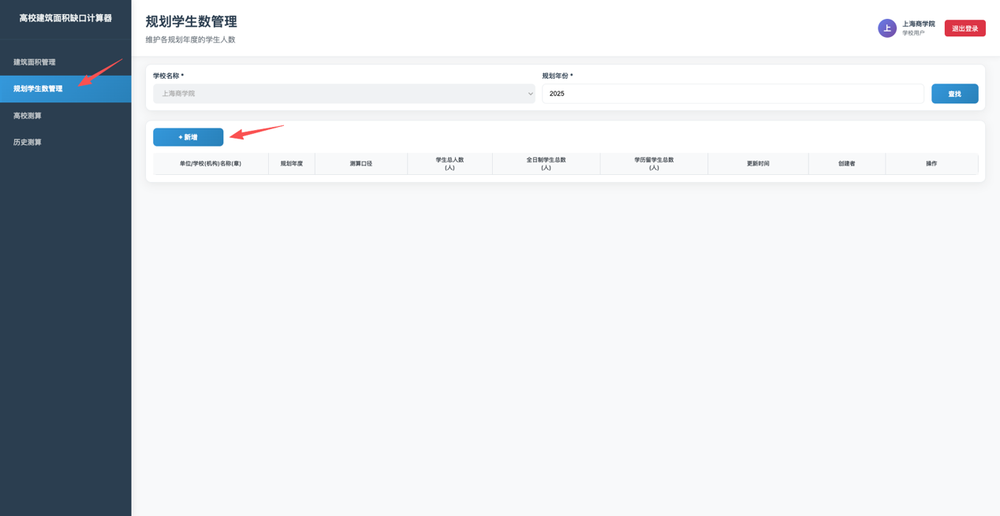 高校建筑面积缺口计算器
建筑面积管理
规划学生数管理
高校测算
历史测算
规划学生数管理
维护各规划年度的学生人数
上
上海商学院
学校用户
退出登录
学校名称 *
上海商学院
规划年份 *
2025
查找
+ 新增
单位/学校(机构)名称(章)
规划年度
测算口径
学生总人数
(人)
全日制学生总数
(人)
学历留学生总数
(人)
更新时间
创建者
操作